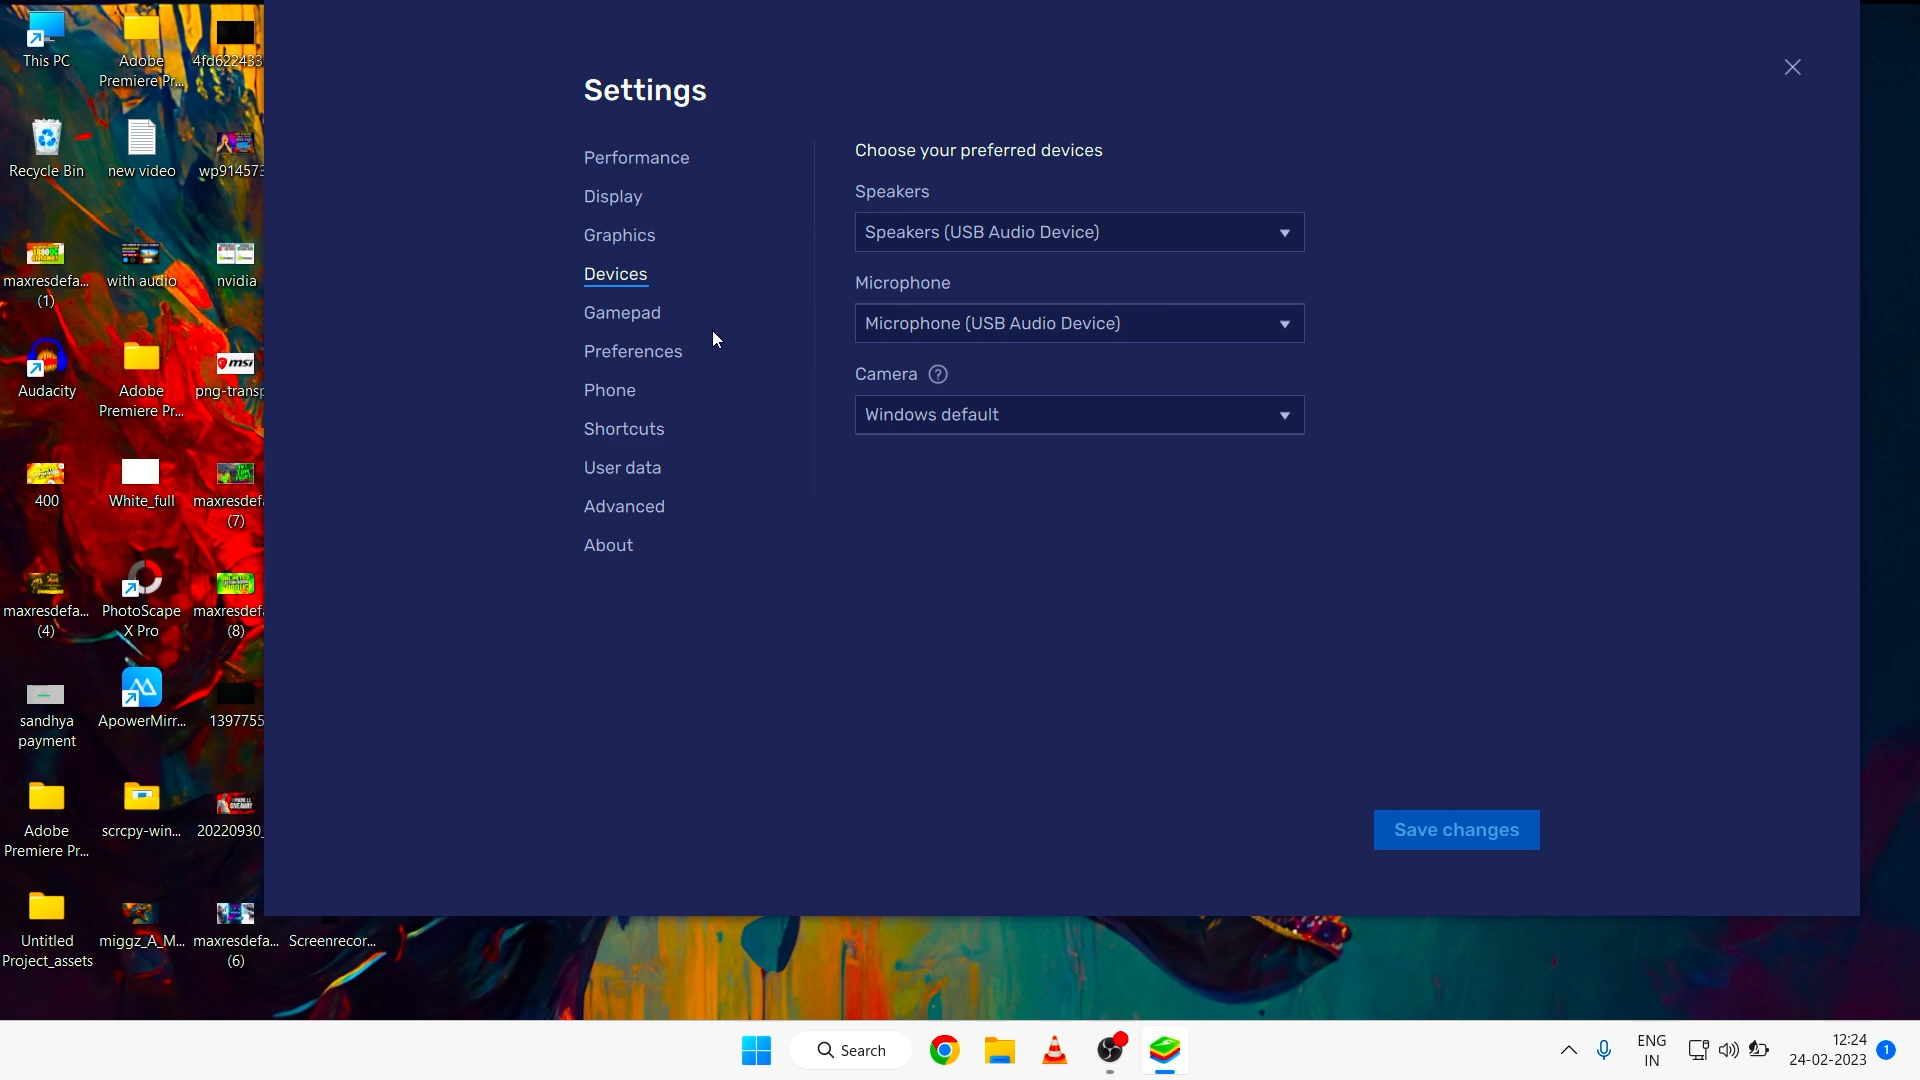 This PC
Adobe
Premiere Pr...
4fd622433
Recycle Bin
new video
wp914573
maxresdefa...
(1)
with audio
nvidia
Audacity
Adobe
Premiere Pr...
msi
png-transp
400
White_full
maxresdefa
(7)
maxresdefa...
(4)
PhotoScape
X Pro
maxresdefa
(8)
sandhya
payment
ApowerMirr...
1397755
Adobe
Premiere Pr...
scrcpy-win...
20220930_
Untitled
Project_assets
miggz_A_M...
maxresdefa...
(6)
Screenrecor...
Settings
Performance
Display
Graphics
Devices
Gamepad
Preferences
Phone
Shortcuts
User data
Advanced
About
Choose your preferred devices
Speakers
Speakers (USB Audio Device)
Microphone
Microphone (USB Audio Device)
Camera ?
Windows default
Save changes
Search
ENG
IN
12:24
24-02-2023
1